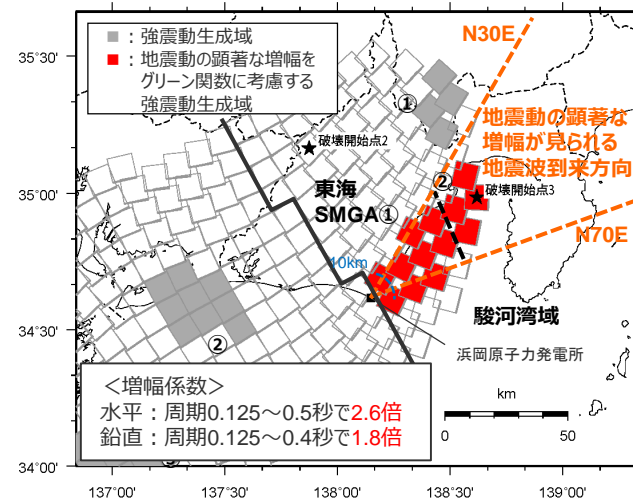 35°30'
35°00'
34°30'
34°00'
■：強震動生成域
■：地震動の顕著な増幅を
グリーン関数に考慮する
強震動生成域
N30E
地震動の顕著な
増幅が見られる
地震波到来方向
N70E
①
★破壊開始点2
②
★破壊開始点3
東海
SMGA①
10km
駿河湾域
浜岡原子力発電所
②
＜増幅係数＞
水平：周期0.125～0.5秒で2.6倍
鉛直：周期0.125～0.4秒で1.8倍
km
0 50
137°00' 137°30' 138°00' 138°30' 139°00'